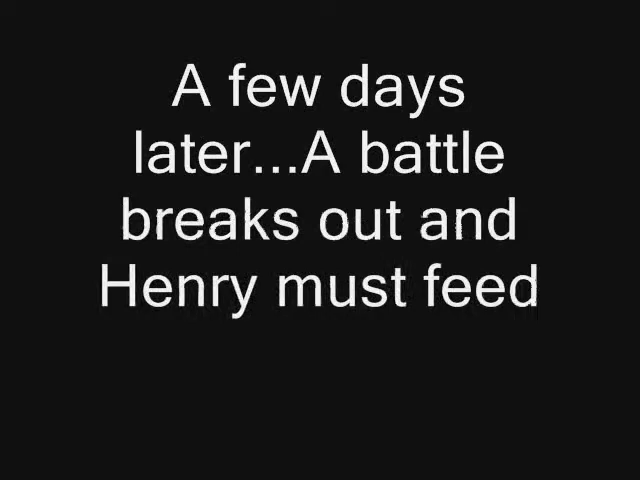 A few days
later...A battle
breaks out and
Henry must feed